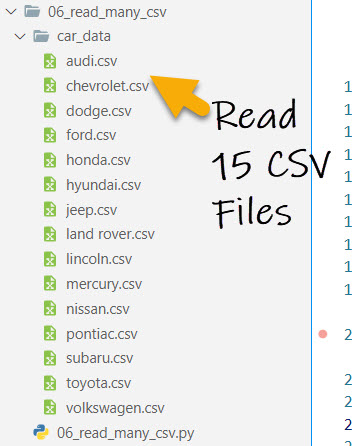 06_read_many_csv
car_data
audi.csv
chevrolet.csv
dodge.csv
ford.csv
honda.csv
hyundai.csv
jeep.csv
land rover.csv
lincoln.csv
mercury.csv
nissan.csv
pontiac.csv
subaru.csv
toyota.csv
volkswagen.csv
06_read_many_csv.py
Read
15 CSV
Files
1
1
1
1
1
1
1
1
1
1
2
2
2
2
2